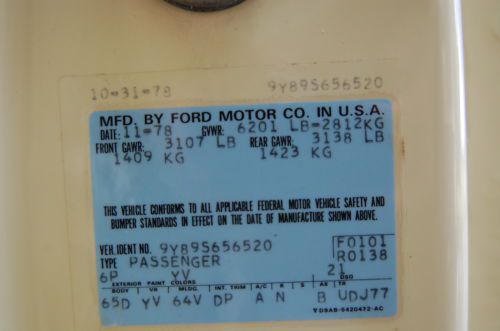 10-31-78 9Y89S656520
MFD. BY FORD MOTOR CO. IN U.S.A.
DATE: 11-78 GVWR: 6201 LB=2812KG
FRONT GAWR: 3107 LB REAR GAWR: 3138 LB
1409 KG 1423 KG
THIS VEHICLE CONFORMS TO ALL APPLICABLE FEDERAL MOTOR VEHICLE SAFETY AND
BUMPER STANDARDS IN EFFECT ON THE DATE OF MANUFACTURE SHOWN ABOVE.
VEH. IDENT NO. 9Y89S656520 F0101
TYPE PASSENGER R0138
6P YV 21
EXTERIOR PAINT COLORS DSO
BODY VR MLDG. INT. TRIM A/C R S AX TR
65D YV 64V DP A N B UDJ77
▽ D9AB-5420472-AC